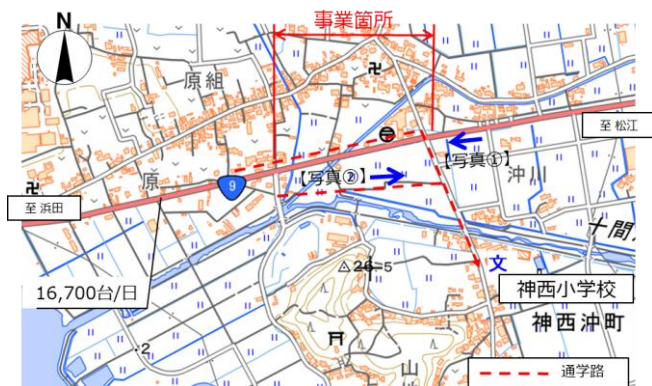 N
事業箇所
原組
至 松江
【写真①】
原
9
【写真②】
沖川
至 浜田
十間
26.5
文
16,700台/日
神西小学校
神西沖町
2
山
通学路